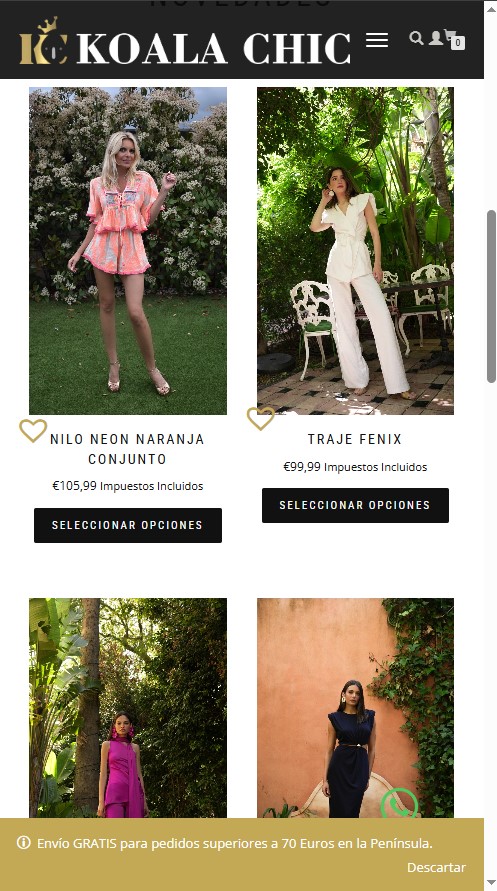 NOVEDADES
KC KOALA CHIC
0
NILO NEON NARANJA
CONJUNTO
€105,99 Impuestos Incluidos
SELECCIONAR OPCIONES
TRAJE FENIX
€99,99 Impuestos Incluidos
SELECCIONAR OPCIONES
Envío GRATIS para pedidos superiores a 70 Euros en la Península.
Descartar